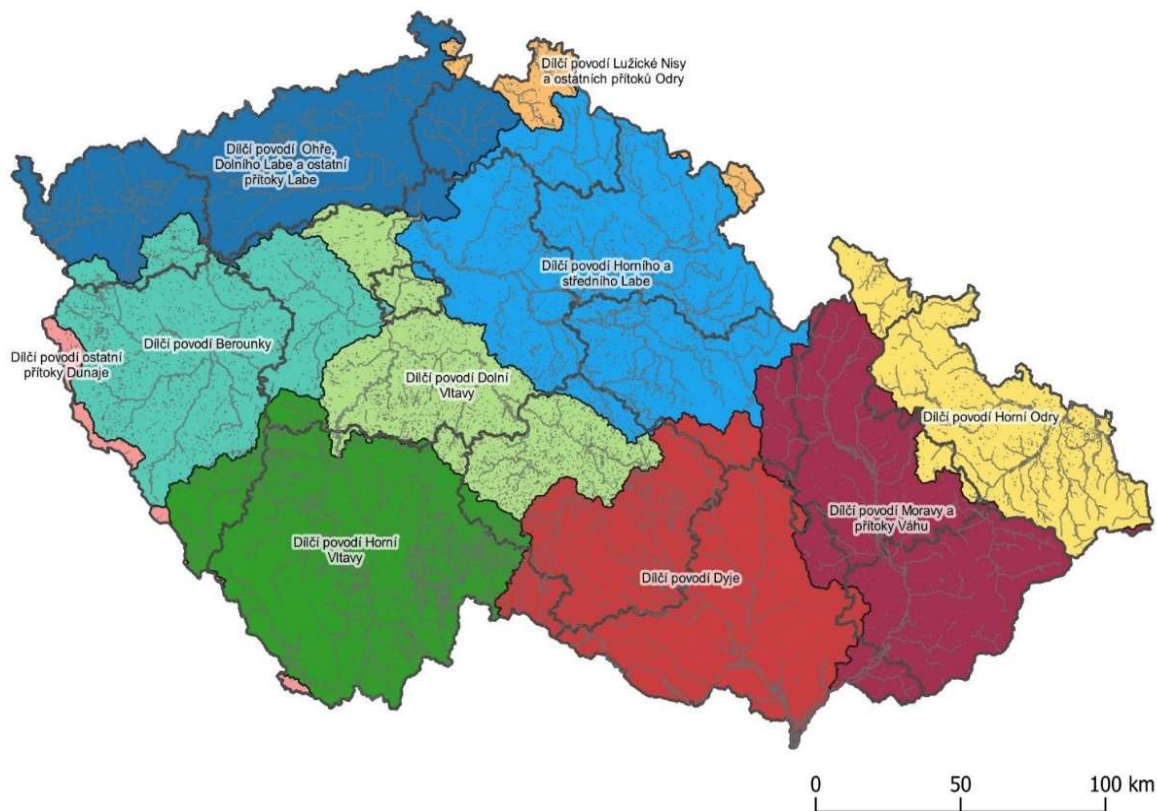 Dílčí povodí Lužické Nisy
a ostatních přítoků Odry
Dílčí povodí  Ohře,
Dolního Labe a ostatní
přítoky Labe
Dílčí povodí Horního a
středního Labe
Dílčí povodí ostatní
přítoky Dunaje
Dílčí povodí Berounky
Dílčí povodí Dolní
Vltavy
Dílčí povodí Horní Odry
Dílčí povodí Moravy a
přítoky Váhu
Dílčí povodí Horní
Vltavy
Dílčí povodí Dyje
0 50 100 km